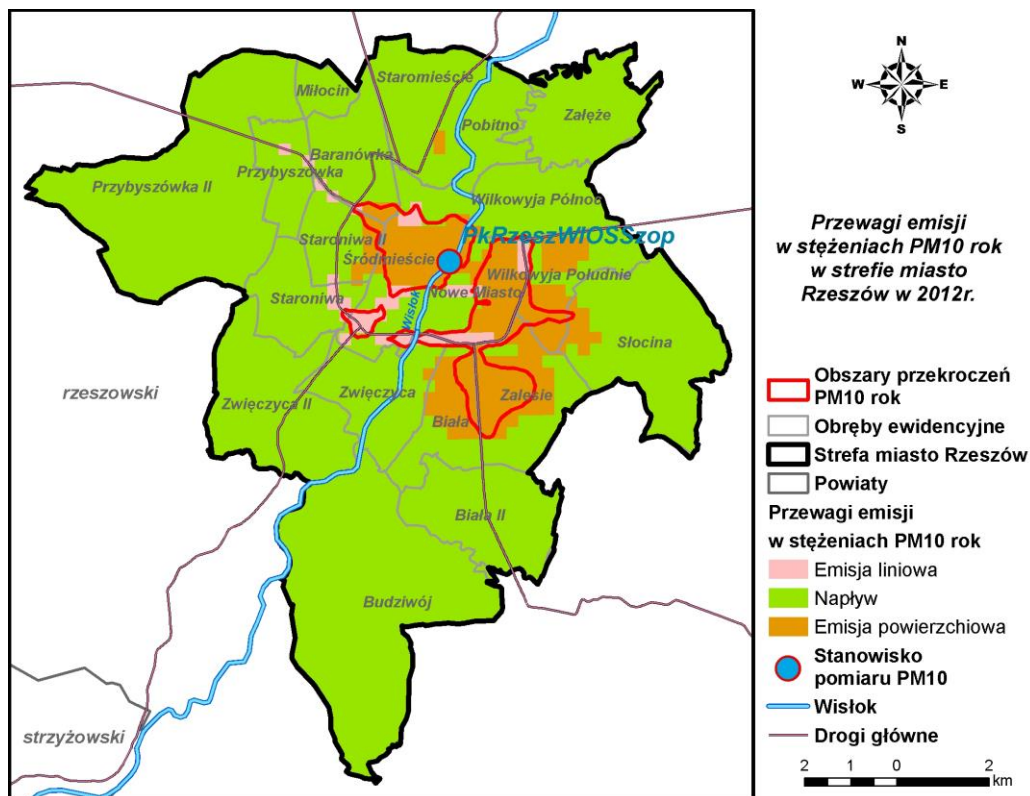 Staromieście
Miłocin
Załęże
Pobitno
Baranówka
Przybyszówka
Przybyszówka II
Wilkowyja Północ
Staroniwa II
PkRzeszWIOSSzop
Śródmieście
Wilkowyja Południe
Staroniwa
Nowe Miasto
Wisłok
Słocina
rzeszowski
Zwięczyca
Zalesie
Zwięczyca II
Biała
Biała II
Budziwój
strzyżowski
N
W E
S
Przewagi emisji
w stężeniach PM10 rok
w strefie miasto
Rzeszów w 2012r.
Obszary przekroczeń
PM10 rok
Obręby ewidencyjne
Strefa miasto Rzeszów
Powiaty
Przewagi emisji
w stężeniach PM10 rok
Emisja liniowa
Napływ
Emisja powierzchiowa
Stanowisko
pomiaru PM10
Wisłok
Drogi główne
2 1 0 2
km